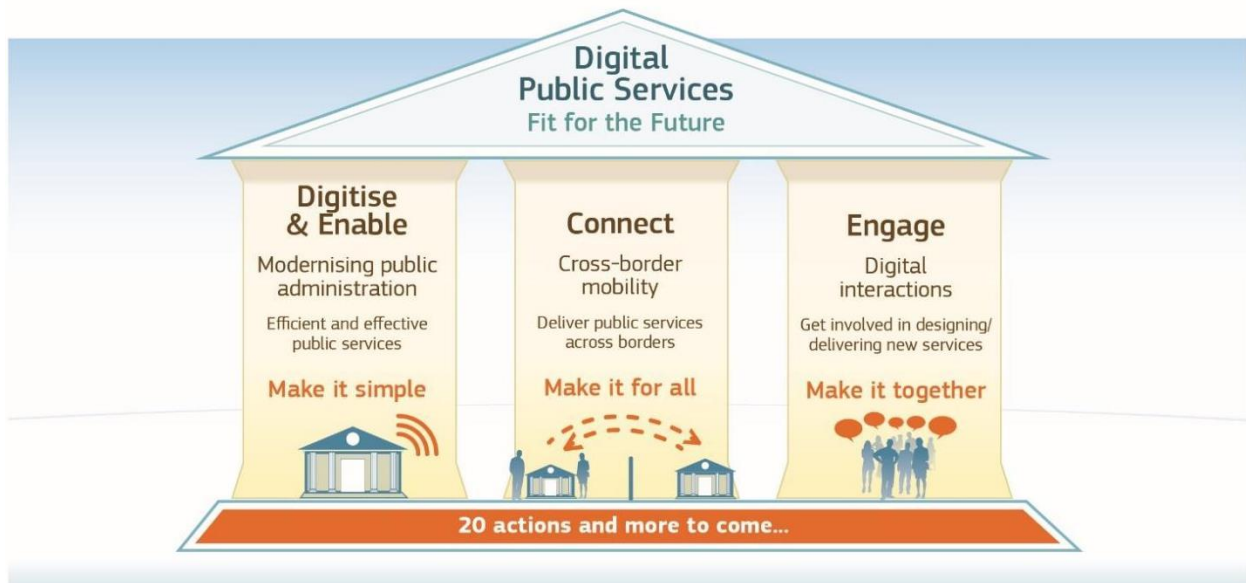 Digital
Public Services
Fit for the Future
Digitise
& Enable
Modernising public
administration
Efficient and effective
public services
Make it simple
Connect
Cross-border
mobility
Deliver public services
across borders
Make it for all
Engage
Digital
interactions
Get involved in designing/
delivering new services
Make it together
20 actions and more to come...